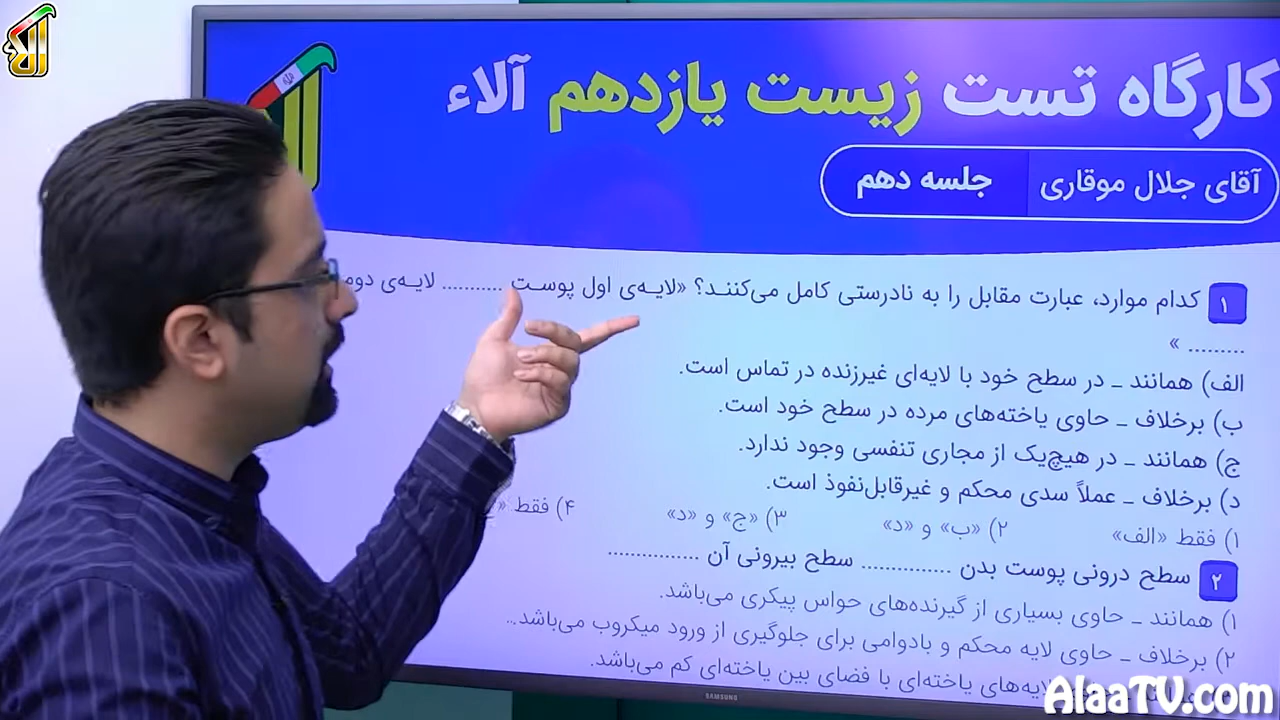 کارگاه تست زیست یازدهم آلاء
آقای جلال موقاری
جلسه دهم
۱ کدام موارد، عبارت مقابل را به نادرستی کامل می‌کنند؟ «لایه‌ی اول پوست ........... لایه‌ی دوم
......... »
الف) همانند ـ در سطح خود با لایه‌ای غیرزنده در تماس است.
ب) برخلاف ـ حاوی یاخته‌های مرده در سطح خود است.
ج) همانند ـ در هیچ‌یک از مجاری تنفسی وجود ندارد.
د) برخلاف ـ عملاً سدی محکم و غیرقابل‌نفوذ است.
۱) فقط «الف» ۲) «ب» و «د» ۳) «ج» و «د» ۴) فقط
۲ سطح درونی پوست بدن ............... سطح بیرونی آن ...............
۱) همانند ـ حاوی بسیاری از گیرنده‌های حواس پیکری می‌باشد.
۲) برخلاف ـ حاوی لایه محکم و بادوامی برای جلوگیری از ورود میکروب می‌باشد...
لایه‌های یاخته‌ای با فضای بین یاخته‌ای کم می‌باشد.
SAMSUNG
AlaaTV.com